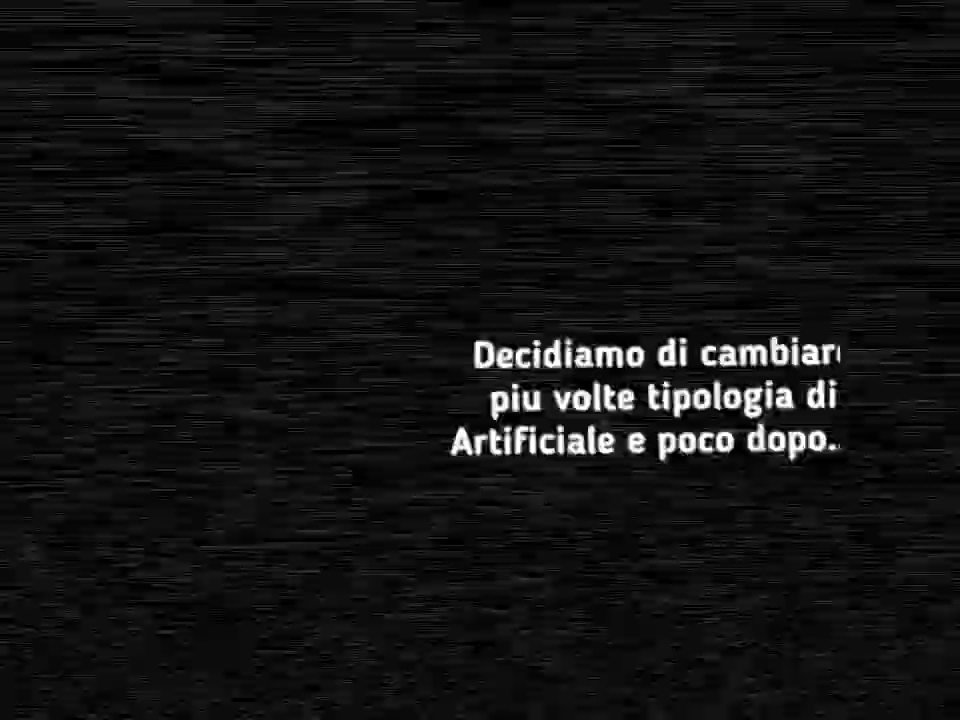 Decidiamo di cambiar
piu volte tipologia di
Artificiale e poco dopo..